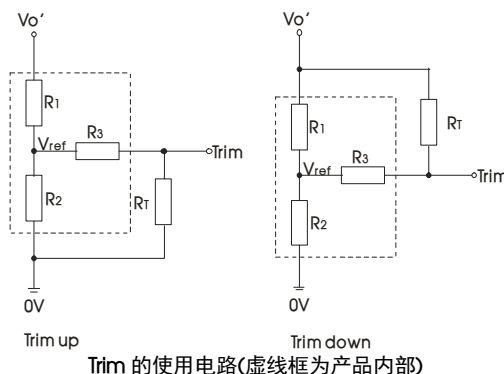 Vo'
R1
Vref
R3
Trim
R2
RT
0V
Trim up
Vo'
R1
RT
Vref
R3
Trim
R2
0V
Trim down
Trim 的使用电路(虚线框为产品内部)